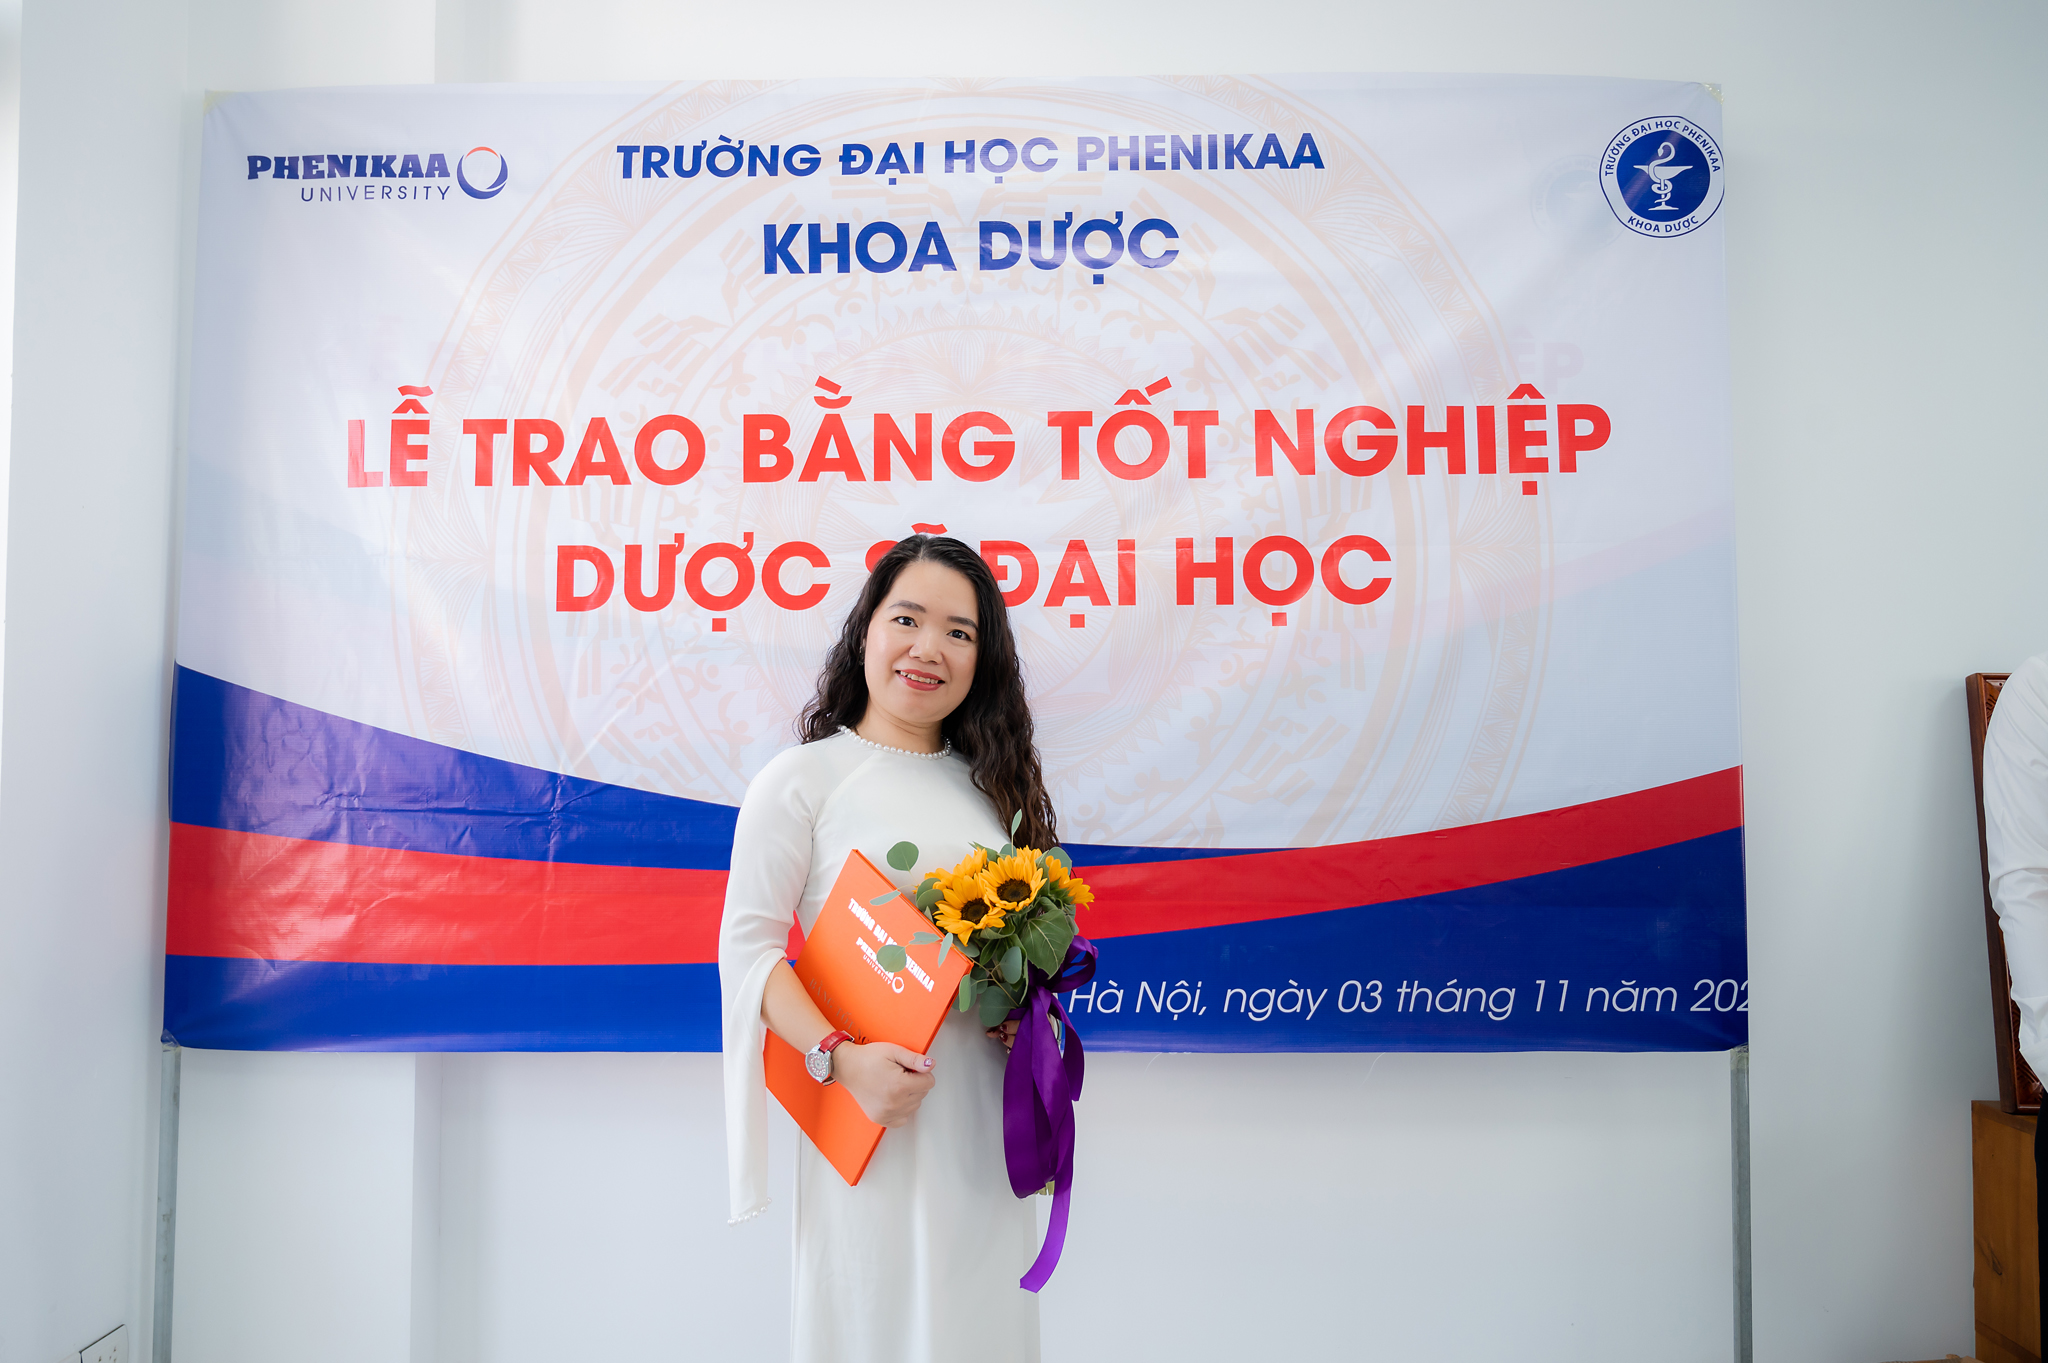 PHENIKAA
UNIVERSITY
TRƯỜNG ĐẠI HỌC PHENIKAA
KHOA DƯỢC
TRƯỜNG ĐẠI HỌC PHENIKAA
KHOA DƯỢC
LỄ TRAO BẰNG TỐT NGHIỆP
DƯỢC SĨ ĐẠI HỌC
Hà Nội, ngày 03 tháng 11 năm
TRƯỜNG ĐẠI PHENIKAA
UNIVERSITY